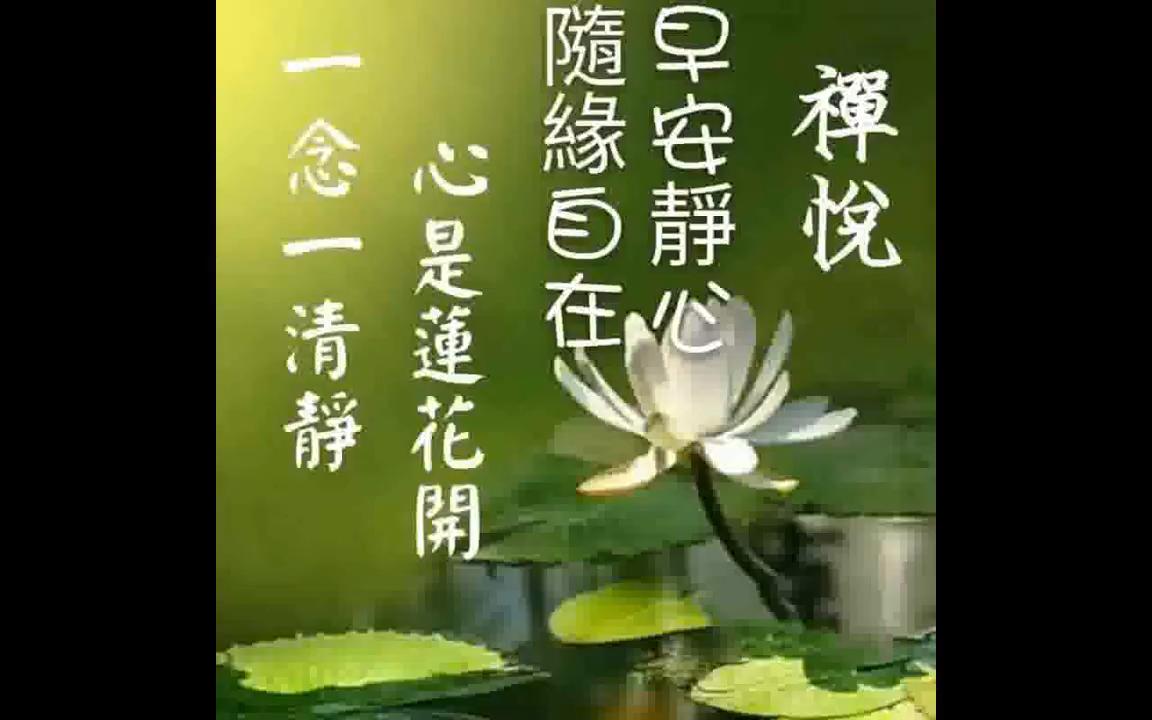 禪悅
早安靜心
隨緣自在
心是蓮花開
一念一清靜